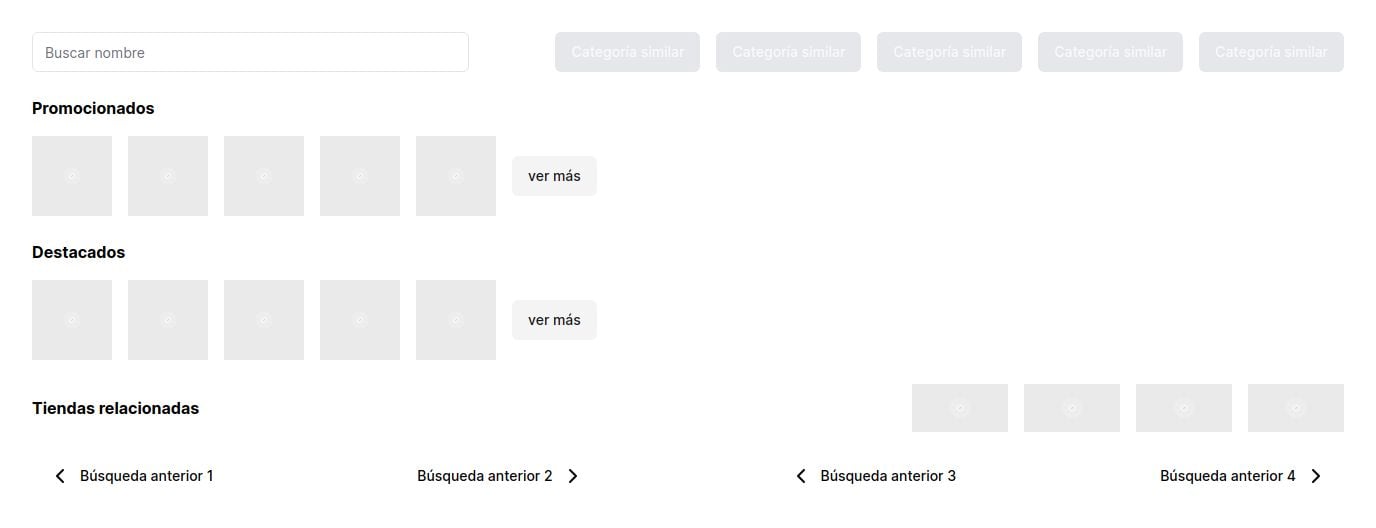 Buscar nombre
Categoría similar
Categoría similar
Categoría similar
Categoría similar
Categoría similar
Promocionados
ver más
Destacados
ver más
Tiendas relacionadas
Búsqueda anterior 1
Búsqueda anterior 2
Búsqueda anterior 3
Búsqueda anterior 4